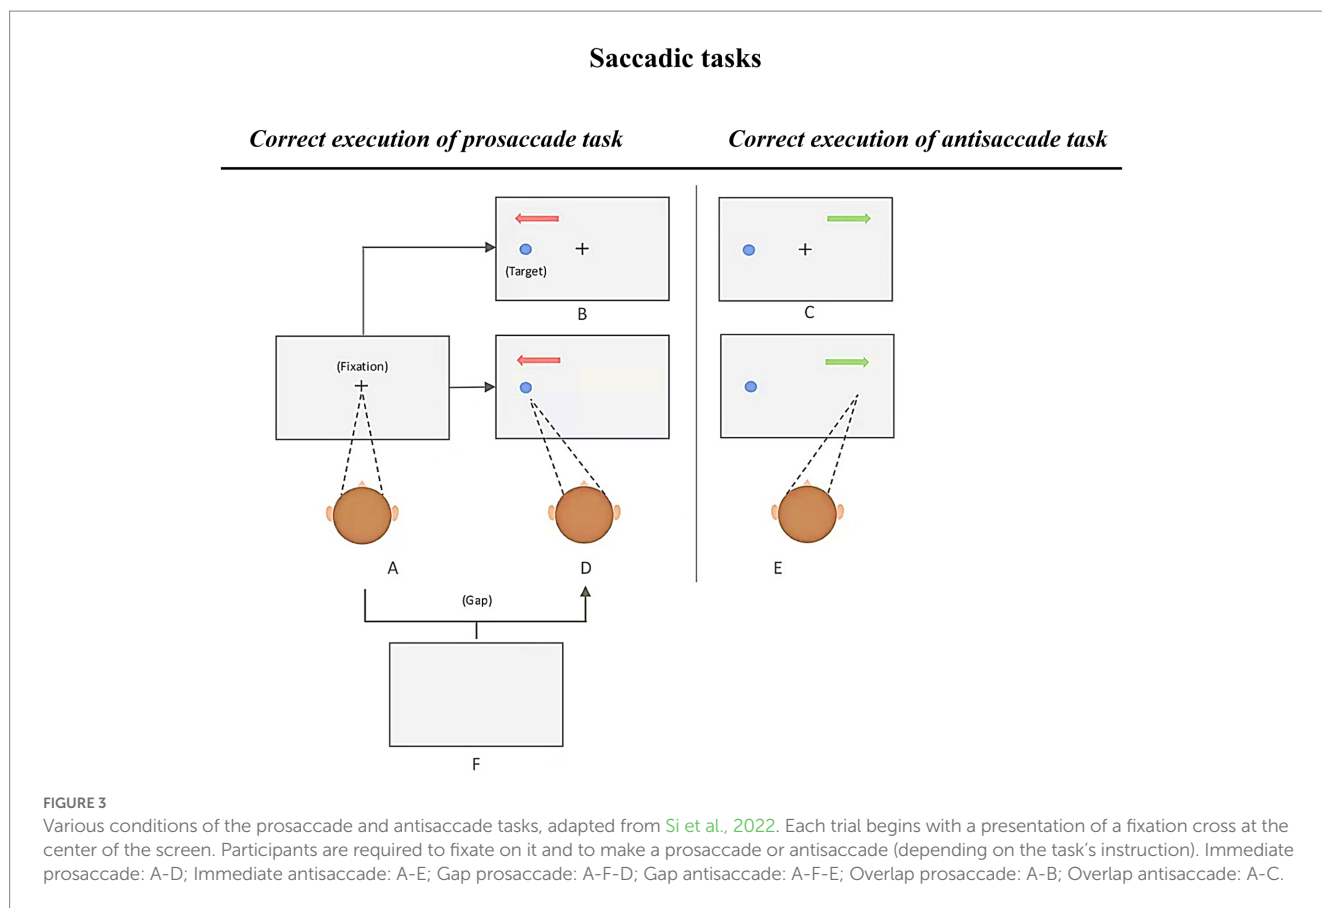 Saccadic tasks
Correct execution of prosaccade task
Correct execution of antisaccade task
(Target)
B
C
(Fixation)
A
D
E
(Gap)
F
FIGURE 3
Various conditions of the prosaccade and antisaccade tasks, adapted from Si et al., 2022. Each trial begins with a presentation of a fixation cross at the
center of the screen. Participants are required to fixate on it and to make a prosaccade or antisaccade (depending on the task’s instruction). Immediate
prosaccade: A-D; Immediate antisaccade: A-E; Gap prosaccade: A-F-D; Gap antisaccade: A-F-E; Overlap prosaccade: A-B; Overlap antisaccade: A-C.